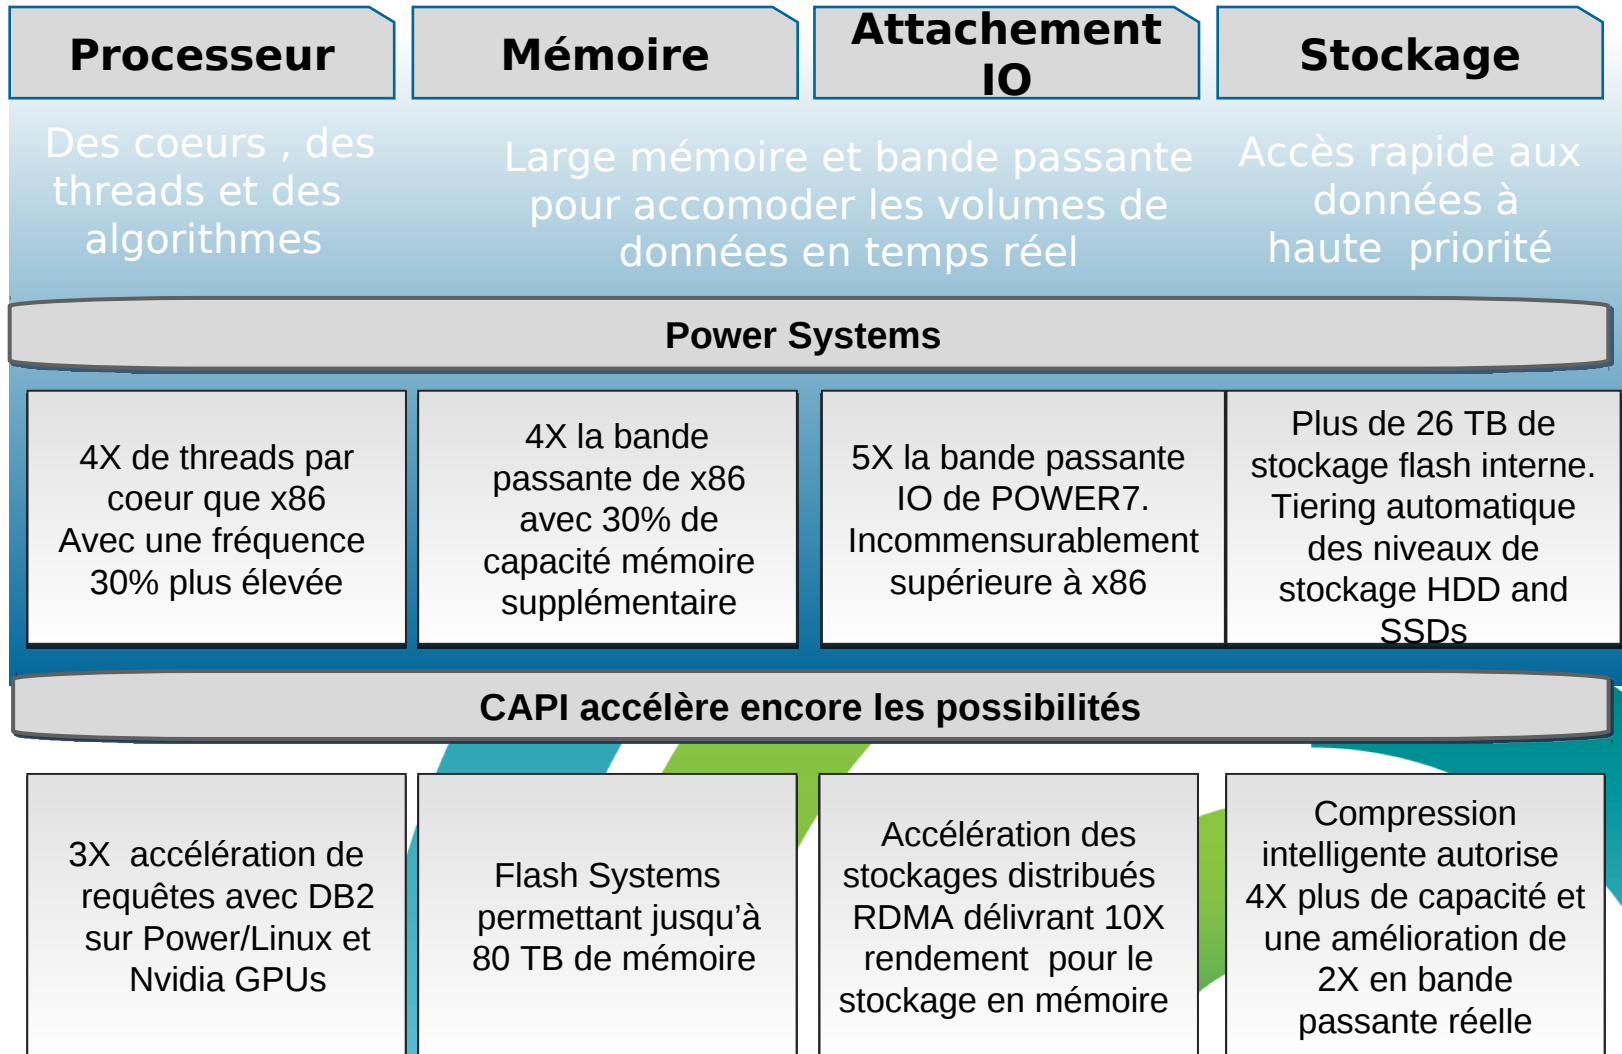 Processeur
Mémoire
Attachement
IO
Stockage
Des coeurs , des
threads et des
algorithmes
Large mémoire et bande passante
pour accomoder les volumes de
données en temps réel
Accès rapide aux
données à
haute priorité
Power Systems
4X de threads par
coeur que x86
Avec une fréquence
30% plus élevée
4X la bande
passante de x86
avec 30% de
capacité mémoire
supplémentaire
5X la bande passante
IO de POWER7.
Incommensurablement
supérieure à x86
Plus de 26 TB de
stockage flash interne.
Tiering automatique
des niveaux de
stockage HDD and
SSDs
CAPI accélère encore les possibilités
3X accélération de
requêtes avec DB2
sur Power/Linux et
Nvidia GPUs
Flash Systems
permettant jusqu’à
80 TB de mémoire
Accélération des
stockages distribués
RDMA délivrant 10X
rendement pour le
stockage en mémoire
Compression
intelligente autorise
4X plus de capacité et
une amélioration de
2X en bande
passante réelle